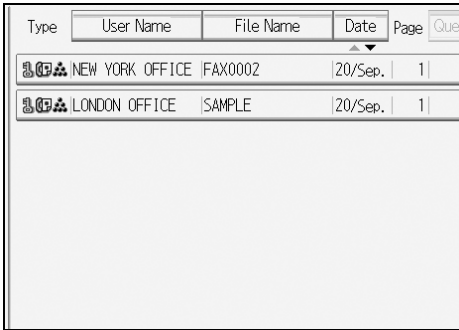 Type User Name File Name Date Page Que
NEW YORK OFFICE FAX0002 20/Sep. 1
LONDON OFFICE SAMPLE 20/Sep. 1